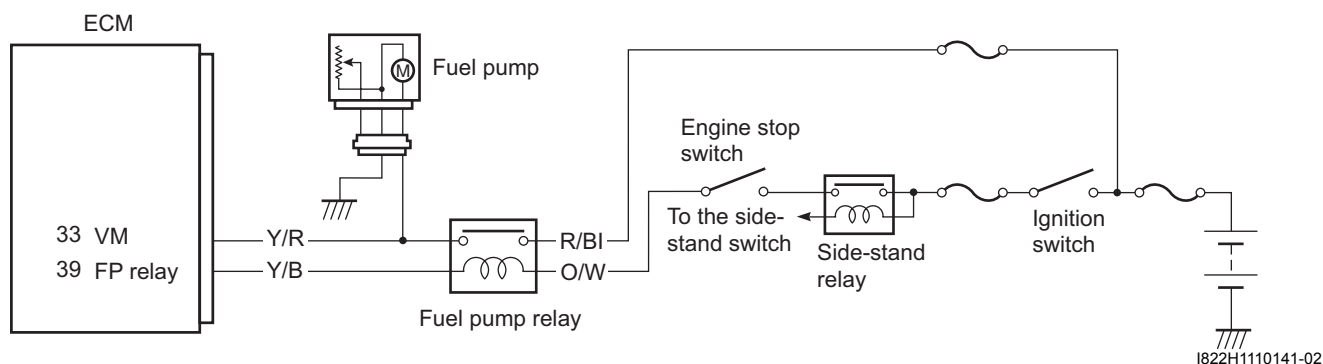 ECM
M
Fuel pump
Engine stop
switch
To the side-
stand switch
Side-stand
relay
Ignition
switch
33 VM
39 FP relay
Y/R
Y/B
R/Bl
O/W
Fuel pump relay
I822H1110141-02